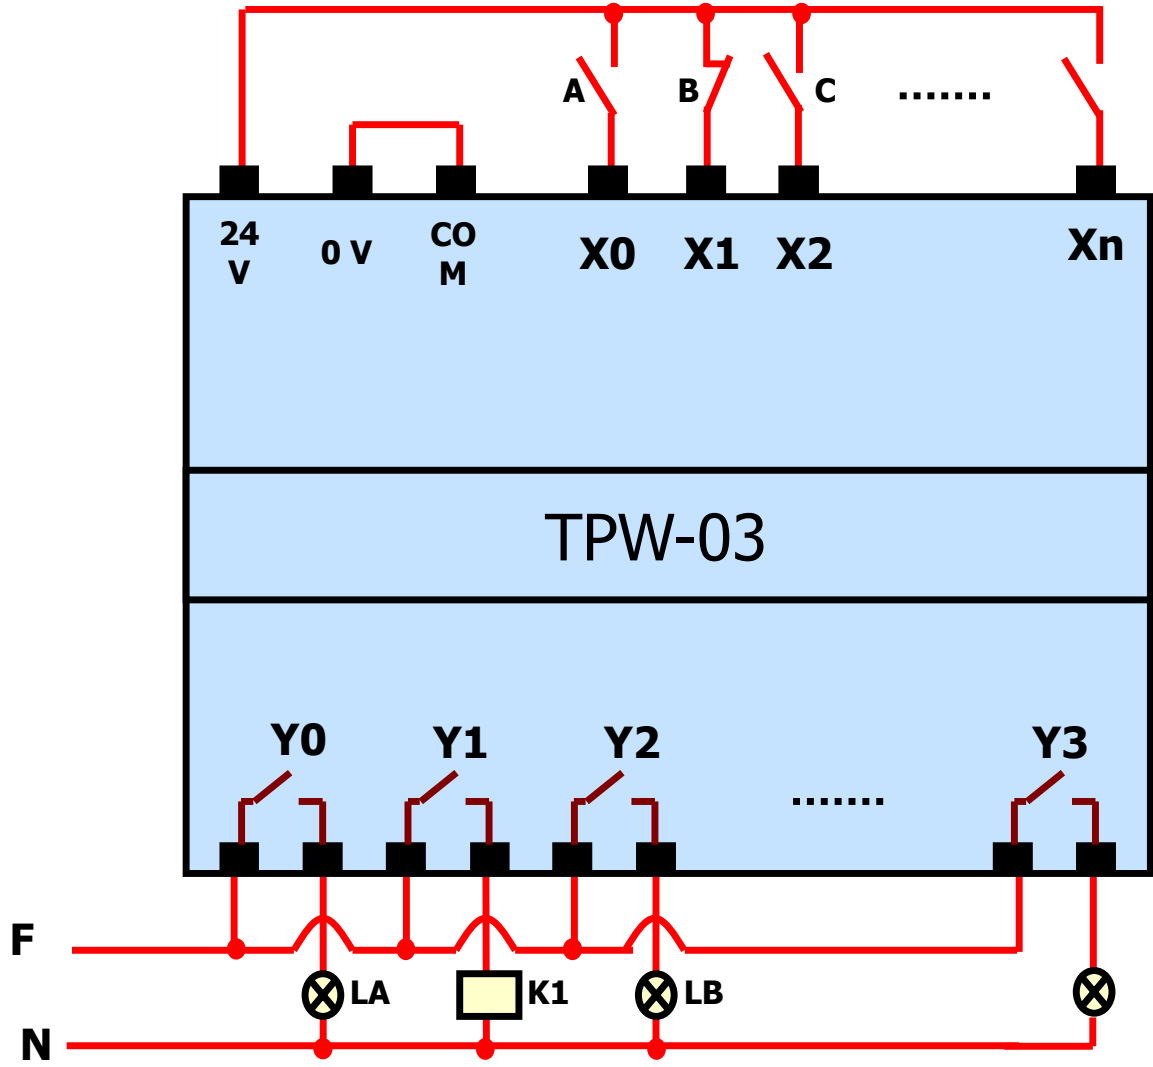 A B C .......
24 V 0 V CO M X0 X1 X2 Xn
TPW-03
Y0 Y1 Y2 ....... Y3
F
LA K1 LB
N